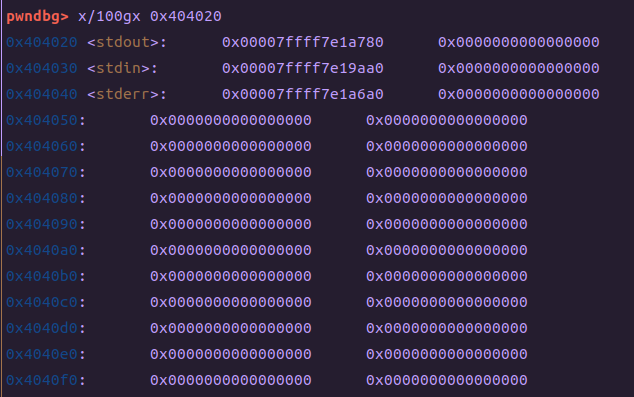 pwndbg> x/100gx 0x404020
0x404020 <stdout>: 0x00007ffff7e1a780 0x0000000000000000
0x404030 <stdin>: 0x00007ffff7e19aa0 0x0000000000000000
0x404040 <stderr>: 0x00007ffff7e1a6a0 0x0000000000000000
0x404050: 0x0000000000000000 0x0000000000000000
0x404060: 0x0000000000000000 0x0000000000000000
0x404070: 0x0000000000000000 0x0000000000000000
0x404080: 0x0000000000000000 0x0000000000000000
0x404090: 0x0000000000000000 0x0000000000000000
0x4040a0: 0x0000000000000000 0x0000000000000000
0x4040b0: 0x0000000000000000 0x0000000000000000
0x4040c0: 0x0000000000000000 0x0000000000000000
0x4040d0: 0x0000000000000000 0x0000000000000000
0x4040e0: 0x0000000000000000 0x0000000000000000
0x4040f0: 0x0000000000000000 0x0000000000000000